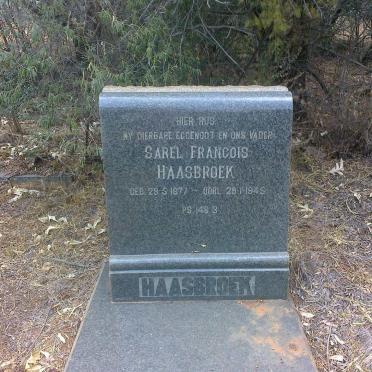 HIER RUS
MY DIERBARE EGGENOOT EN ONS VADER
SAREL FRANCOIS
HAASBROEK
GEB. 29·5·1877 – OORL. 28·1·1945
PS. 146:3
HAASBROEK